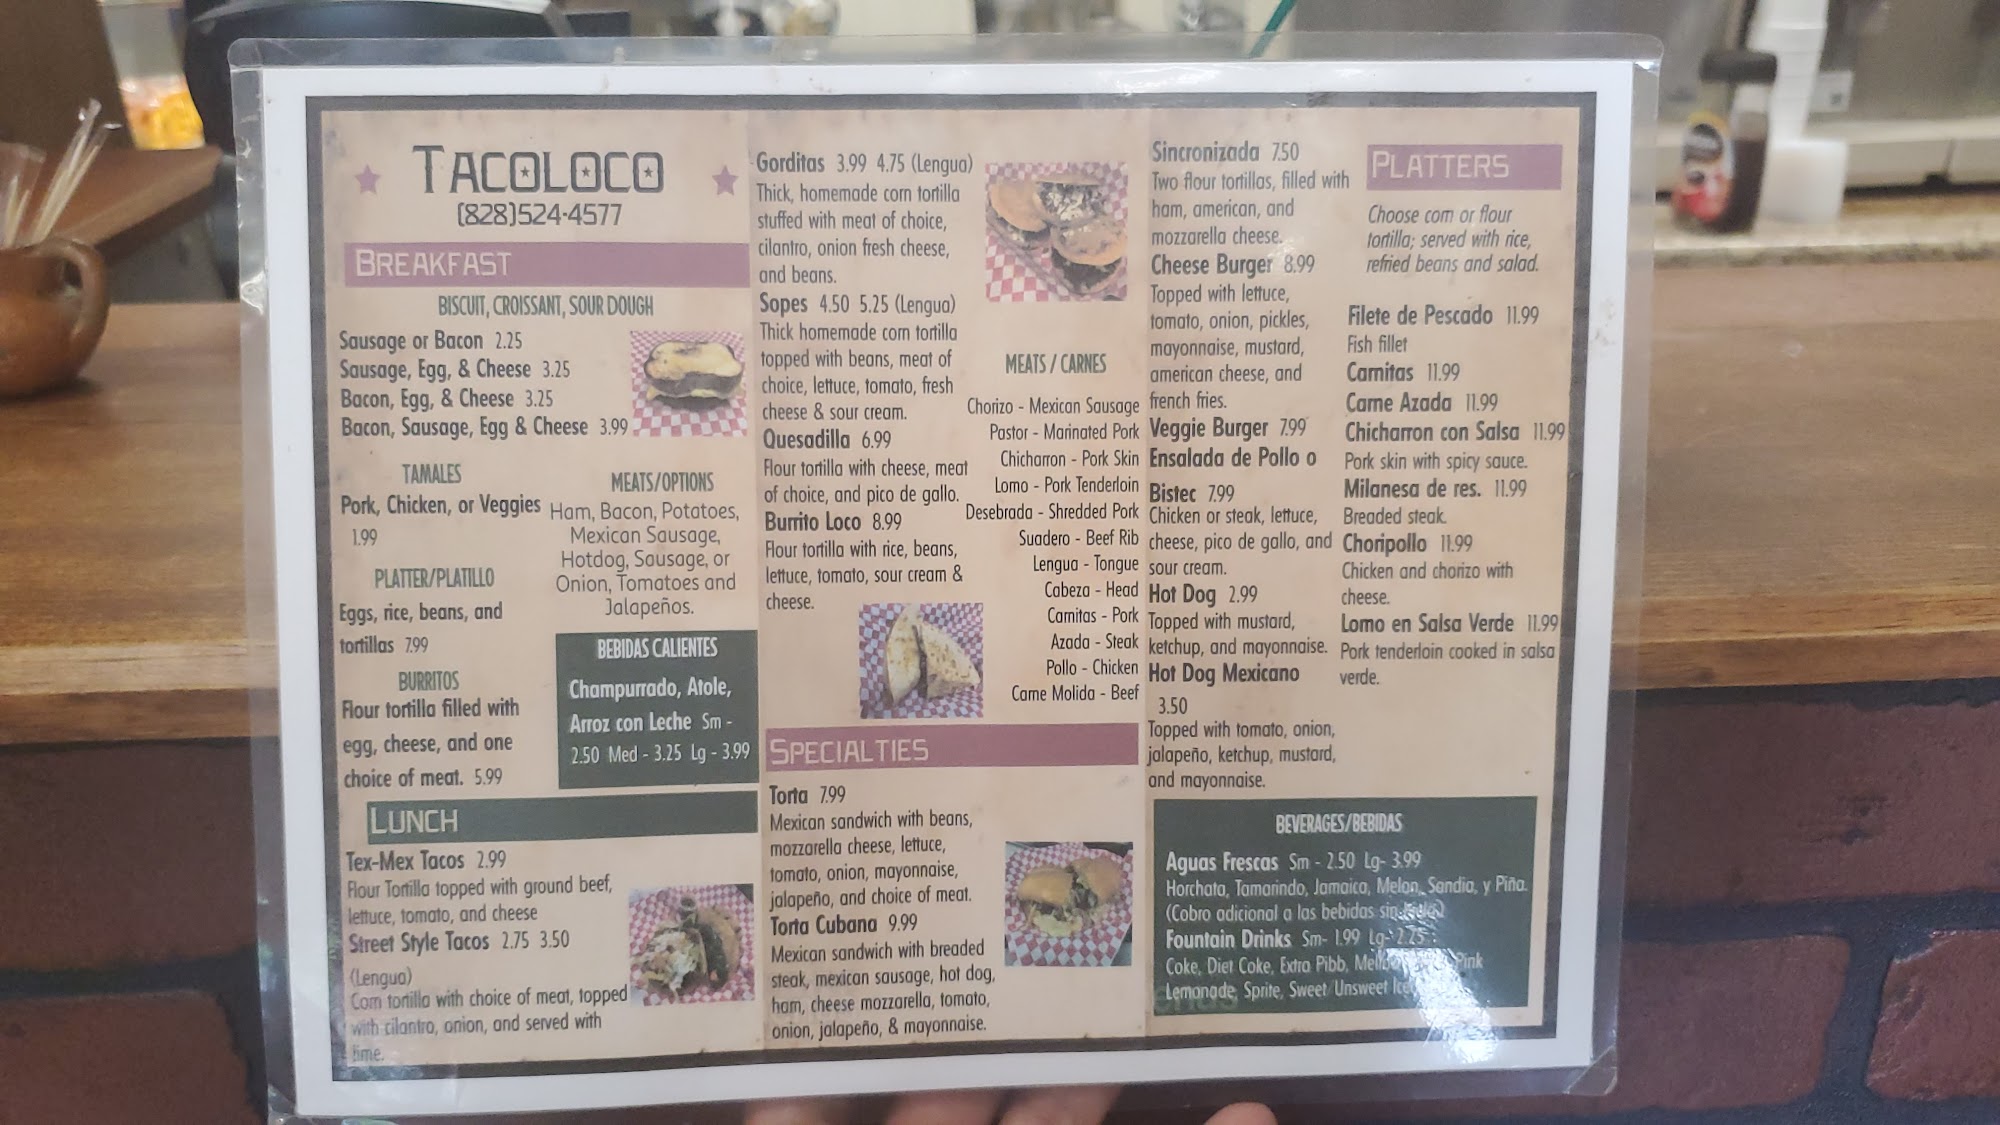 TACOLOCO
(828)524-4577
BREAKFAST
BISCUIT, CROISSANT, SOUR DOUGH
Sausage or Bacon 2.25
Sausage, Egg, & Cheese 3.25
Bacon, Egg, & Cheese 3.25
Bacon, Sausage, Egg & Cheese 3.99
TAMALES
Pork, Chicken, or Veggies
1.99
PLATTER/PLATILLO
Eggs, rice, beans, and
tortillas 7.99
BURRITOS
Flour tortilla filled with
egg, cheese, and one
choice of meat. 5.99
MEATS/OPTIONS
Ham, Bacon, Potatoes,
Mexican Sausage,
Hotdog, Sausage, or
Onion, Tomatoes and
Jalapeños.
BEBIDAS CALIENTES
Champurrado, Atole,
Arroz con Leche Sm -
2.50 Med - 3.25 Lg - 3.99
LUNCH
Tex-Mex Tacos 2.99
Flour Tortilla topped with ground beef,
lettuce, tomato, and cheese
Street Style Tacos 2.75 3.50
(Lengua)
Corn tortilla with choice of meat, topped
with cilantro, onion, and served with
lime.
Gorditas 3.99 4.75 (Lengua)
Thick, homemade corn tortilla
stuffed with meat of choice,
cilantro, onion fresh cheese,
and beans.
Sopes 4.50 5.25 (Lengua)
Thick homemade corn tortilla
topped with beans, meat of
choice, lettuce, tomato, fresh
cheese & sour cream.
Quesadilla 6.99
Flour tortilla with cheese, meat
of choice, and pico de gallo.
Burrito Loco 8.99
Flour tortilla with rice, beans,
lettuce, tomato, sour cream &
cheese.
MEATS / CARNES
Chorizo - Mexican Sausage
Pastor - Marinated Pork
Chicharron - Pork Skin
Lomo - Pork Tenderloin
Desebrada - Shredded Pork
Suadero - Beef Rib
Lengua - Tongue
Cabeza - Head
Carnitas - Pork
Azada - Steak
Pollo - Chicken
Carne Molida - Beef
SPECIALTIES
Torta 7.99
Mexican sandwich with beans,
mozzarella cheese, lettuce,
tomato, onion, mayonnaise,
jalapeño, and choice of meat.
Torta Cubana 9.99
Mexican sandwich with breaded
steak, mexican sausage, hot dog,
ham, cheese mozzarella, tomato,
onion, jalapeño, & mayonnaise.
Sincronizada 7.50
Two flour tortillas, filled with
ham, american, and
mozzarella cheese.
Cheese Burger 8.99
Topped with lettuce,
tomato, onion, pickles,
mayonnaise, mustard,
american cheese, and
french fries.
Veggie Burger 7.99
Ensalada de Pollo o
Bistec 7.99
Chicken or steak, lettuce,
cheese, pico de gallo, and
sour cream.
Hot Dog 2.99
Topped with mustard,
ketchup, and mayonnaise.
Hot Dog Mexicano
3.50
Topped with tomato, onion,
jalapeño, ketchup, mustard,
and mayonnaise.
PLATTERS
Choose corn or flour
tortilla; served with rice,
refried beans and salad.
Filete de Pescado 11.99
Fish fillet
Carnitas 11.99
Carne Azada 11.99
Chicharron con Salsa 11.99
Pork skin with spicy sauce.
Milanesa de res. 11.99
Breaded steak.
Choripollo 11.99
Chicken and chorizo with
cheese.
Lomo en Salsa Verde 11.99
Pork tenderloin cooked in salsa
verde.
BEVERAGES/BEBIDAS
Aguas Frescas Sm - 2.50 Lg- 3.99
Horchata, Tamarindo, Jamaica, Melon, Sandia, y Piña.
(Cobro adicional a las bebidas sin
Fountain Drinks Sm- 1.99 Lg- 2.25
Coke, Diet Coke, Extra Pibb, Pink
Lemonade, Sprite, Sweet/Unsweet